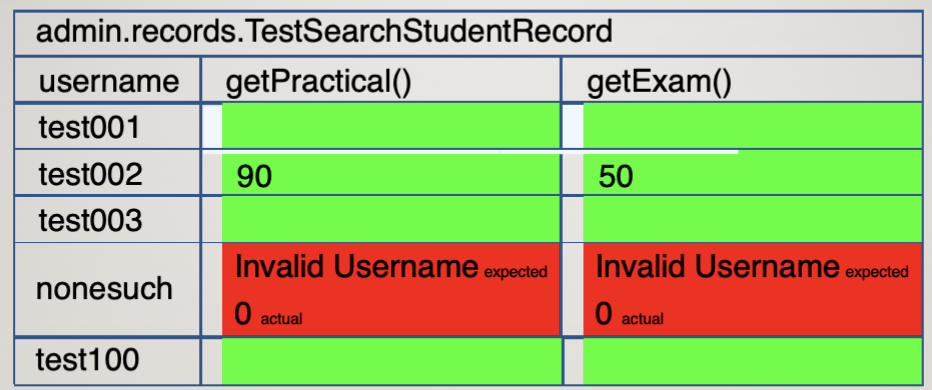 admin.records.TestSearchStudentRecord
username getPractical() getExam()
test001
test002 90 50
test003
nonesuch Invalid Username expected Invalid Username expected
0 actual 0 actual
test100